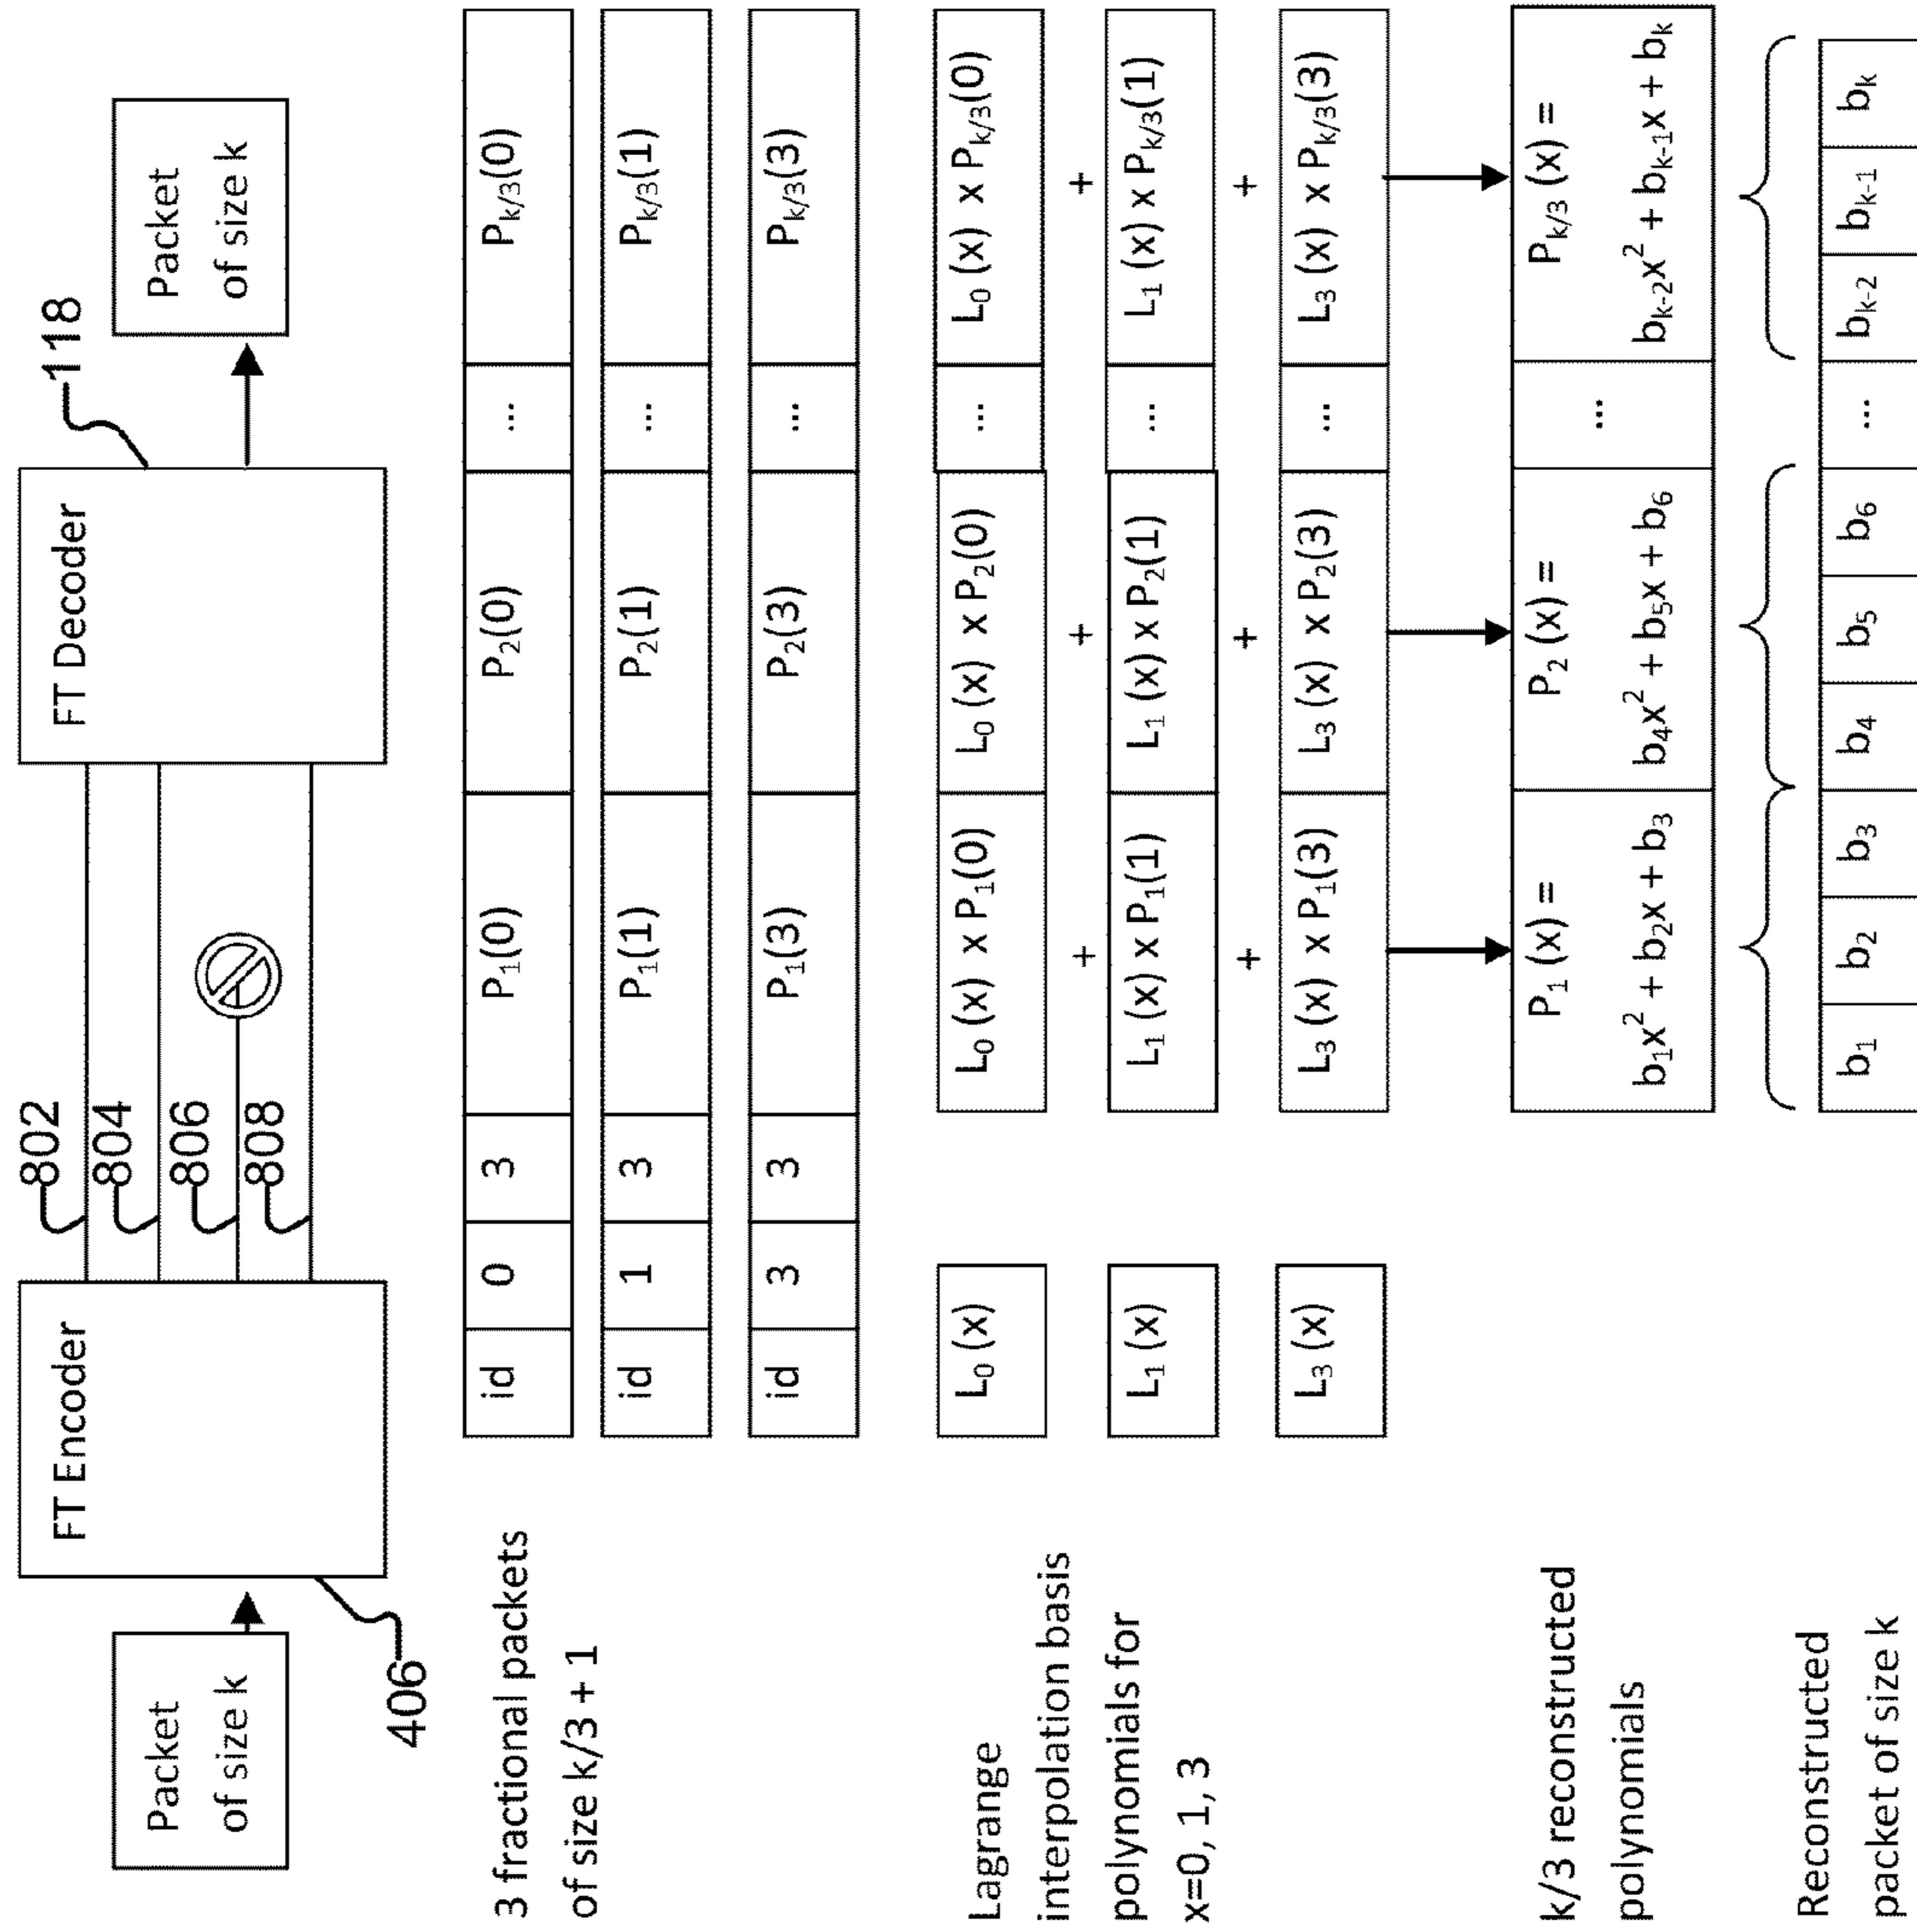 Packet
of size k
FT Encoder
406
802
804
806
808
FT Decoder
118
Packet
of size k
3 fractional packets
of size k/3 + 1
id 0 3 P₁(0) P₂(0) ... Pₖ/₃(0)
id 1 3 P₁(1) P₂(1) ... Pₖ/₃(1)
id 3 3 P₁(3) P₂(3) ... Pₖ/₃(3)
Lagrange
interpolation basis
polynomials for
x=0, 1, 3
L₀ (x) L₀ (x) x P₁(0) L₀ (x) x P₂(0) ... L₀ (x) x Pₖ/₃(0)
+ + +
L₁ (x) L₁ (x) x P₁(1) L₁ (x) x P₂(1) ... L₁ (x) x Pₖ/₃(1)
+ + +
L₃ (x) L₃ (x) x P₁(3) L₃ (x) x P₂(3) ... L₃ (x) x Pₖ/₃(3)
k/3 reconstructed
polynomials
P₁ (x) =
b₁x² + b₂x + b₃
P₂ (x) =
b₄x² + b₅x + b₆
...
Pₖ/₃ (x) =
bₖ₋₂x² + bₖ₋₁x + bₖ
Reconstructed
packet of size k
b₁ b₂ b₃ b₄ b₅ b₆ ... bₖ₋₂ bₖ₋₁ bₖ